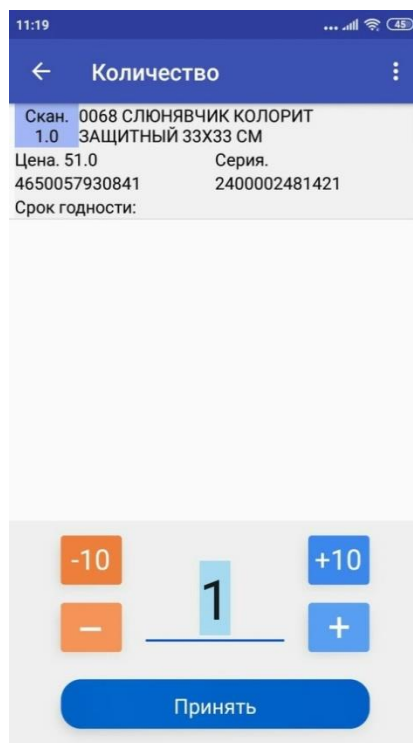 11:19
45
Количество
Скан. 0068 СЛЮНЯВЧИК КОЛОРИТ
1.0 ЗАЩИТНЫЙ 33X33 СМ
Цена. 51.0 Серия.
4650057930841 2400002481421
Срок годности:
-10 +10
1
− +
Принять